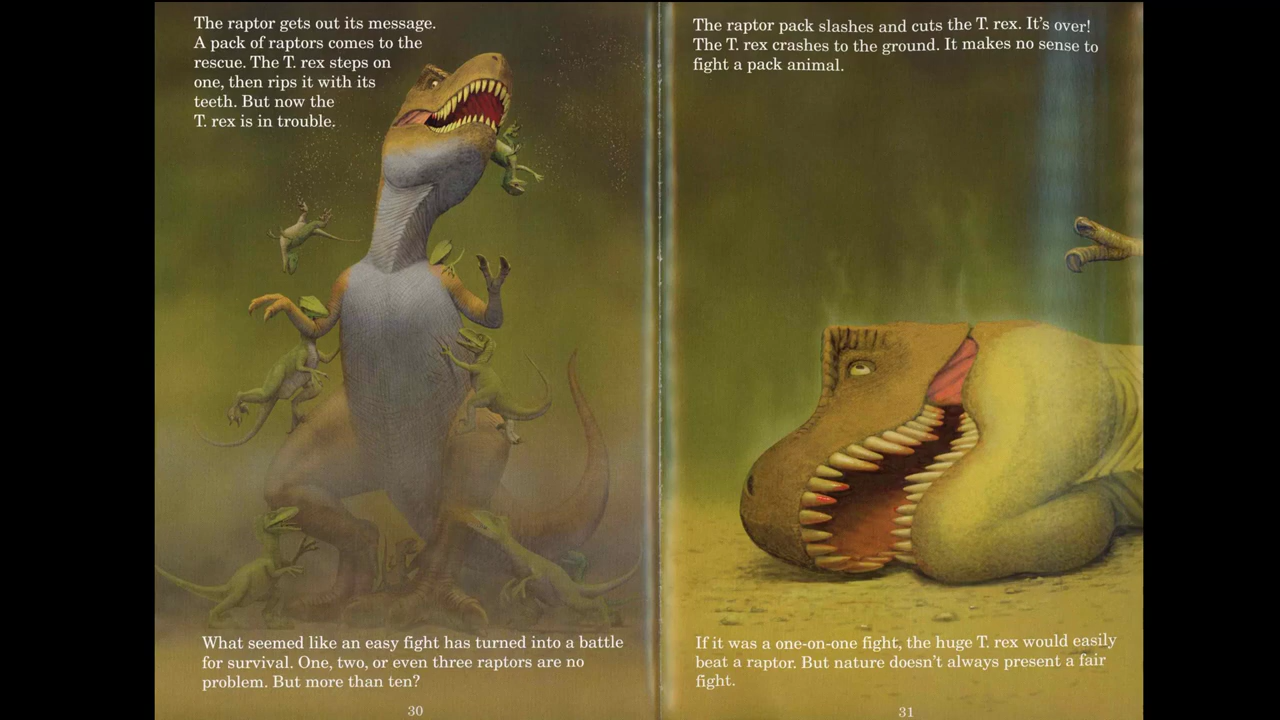 The raptor gets out its message.
A pack of raptors comes to the
rescue. The T. rex steps on
one, then rips it with its
teeth. But now the
T. rex is in trouble.
What seemed like an easy fight has turned into a battle
for survival. One, two, or even three raptors are no
problem. But more than ten?
30
The raptor pack slashes and cuts the T. rex. It's over!
The T. rex crashes to the ground. It makes no sense to
fight a pack animal.
If it was a one-on-one fight, the huge T. rex would easily
beat a raptor. But nature doesn't always present a fair
fight.
31